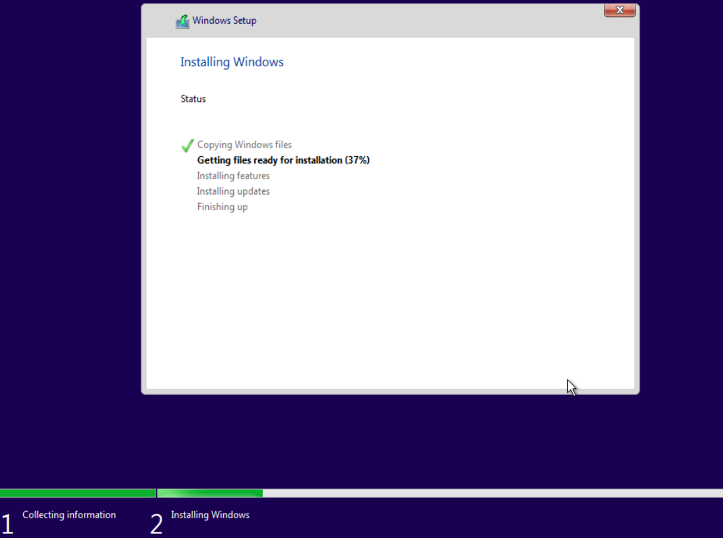 Windows Setup
Installing Windows
Status
Copying Windows files
Getting files ready for installation (37%)
Installing features
Installing updates
Finishing up
1 Collecting information
2 Installing Windows